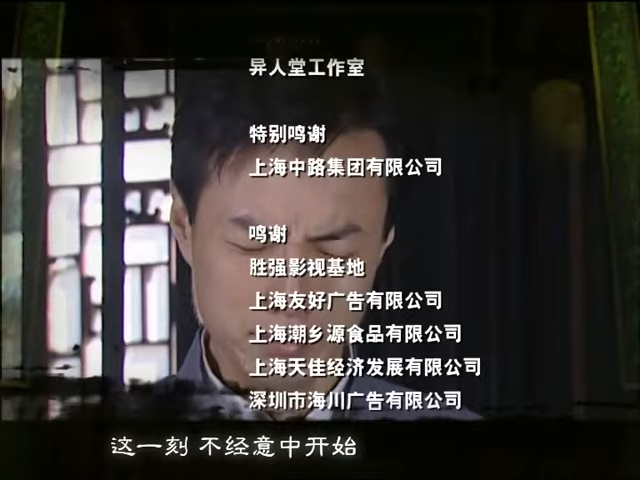 异人堂工作室
特别鸣谢
上海中路集团有限公司
鸣谢
胜强影视基地
上海友好广告有限公司
上海潮乡源食品有限公司
上海天佳经济发展有限公司
深圳市海川广告有限公司
这一刻 不经意中开始